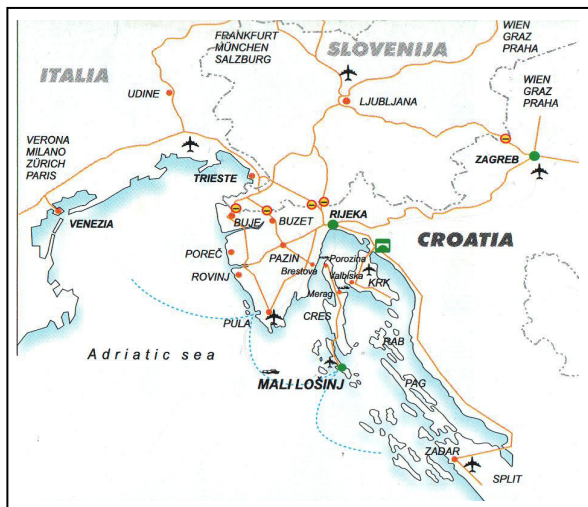 FRANKFURT
MÜNCHEN
SALZBURG
SLOVENIJA
WIEN
GRAZ
PRAHA
ITALIA
UDINE
LJUBLJANA
WIEN
GRAZ
PRAHA
VERONA
MILANO
ZÜRICH
PARIS
ZAGREB
TRIESTE
VENEZIA
BUJE
BUZET
RIJEKA
CROATIA
POREČ
PAZIN
Porozina
Brestova
Valbiska
ROVINJ
KRK
Merag
PULA
CRES
RAB
Adriatic sea
MALI LOŠINJ
PAG
ZADAR
SPLIT